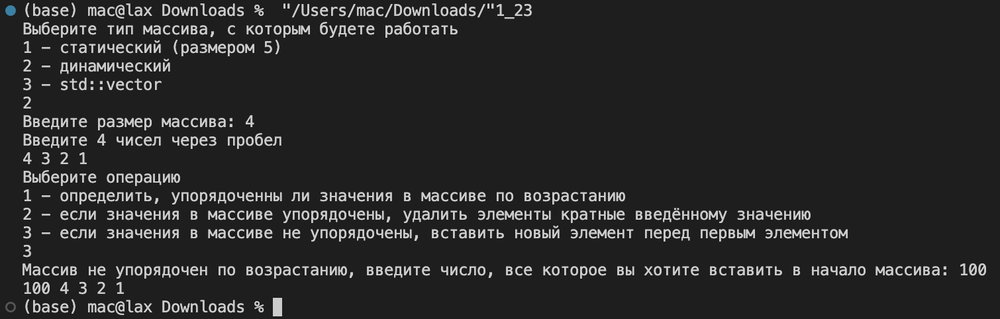 (base) mac@lax Downloads %  "/Users/mac/Downloads/"1_23
Выберите тип массива, с которым будете работать
1 – статический (размером 5)
2 – динамический
3 – std::vector
2
Введите размер массива: 4
Введите 4 чисел через пробел
4 3 2 1
Выберите операцию
1 – определить, упорядоченны ли значения в массиве по возрастанию
2 – если значения в массиве упорядочены, удалить элементы кратные введённому значению
3 – если значения в массиве не упорядочены, вставить новый элемент перед первым элементом
3
Массив не упорядочен по возрастанию, введите число, все которое вы хотите вставить в начало массива: 100
100 4 3 2 1
(base) mac@lax Downloads %